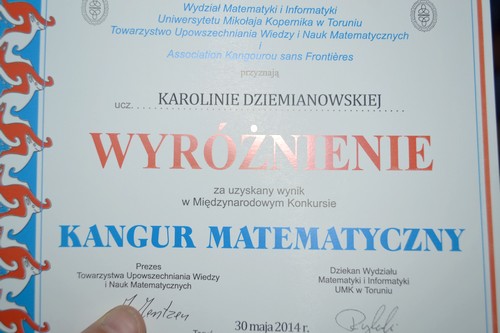 Wydział Matematyki i Informatyki
Uniwersytetu Mikołaja Kopernika w Toruniu
Towarzystwo Upowszechniania Wiedzy i Nauk Matematycznych
i
Association Kangourou sans Frontières
przyznają
ucz. KAROLINIE DZIEMIANOWSKIEJ
WYRÓŻNIENIE
za uzyskany wynik
w Międzynarodowym Konkursie
KANGUR MATEMATYCZNY
Prezes
Towarzystwa Upowszechniania Wiedzy
i Nauk Matematycznych
Dziekan Wydziału
Matematyki i Informatyki
UMK w Toruniu
30 maja 2014 r.